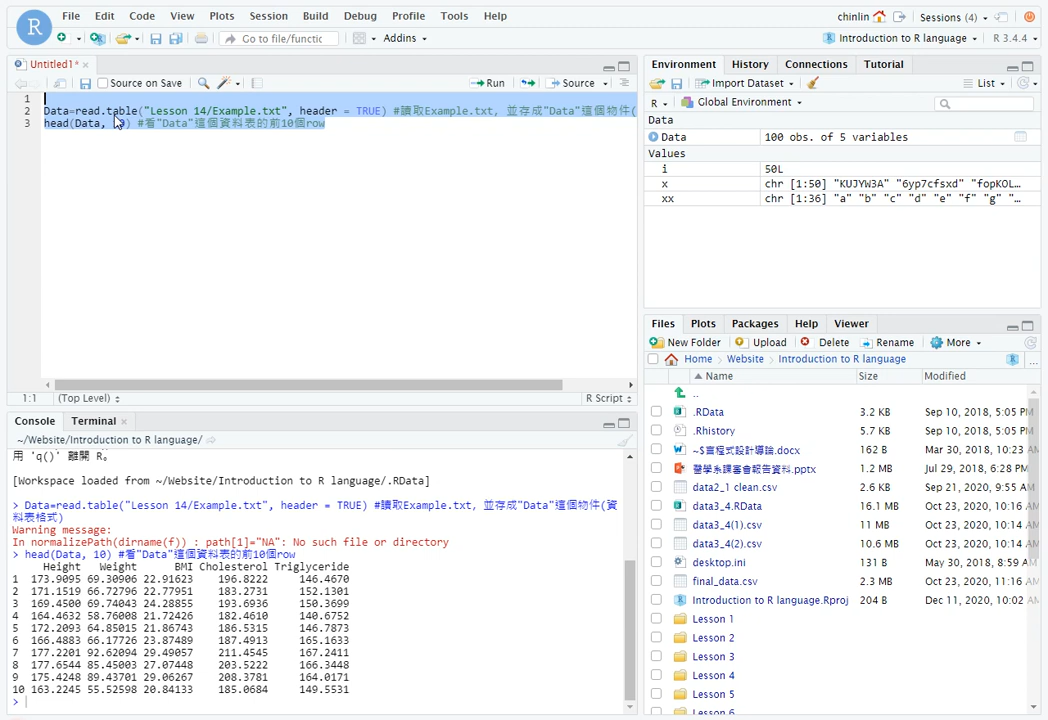 R
File Edit Code View Plots Session Build Debug Profile Tools Help
chinlin Sessions (4)
Go to file/functic Addins
Introduction to R language R 3.4.4
Untitled1*
Source on Save Run Source
1
2 Data=read.table("Lesson 14/Example.txt", header = TRUE) #讀取Example.txt, 並存成"Data"這個物件(
3 head(Data, 10) #看"Data"這個資料表的前10個row
1:1 (Top Level) R Script
Console Terminal
~/Website/Introduction to R language/
用 'q()' 離開 R。
[Workspace loaded from ~/Website/Introduction to R language/.RData]
> Data=read.table("Lesson 14/Example.txt", header = TRUE) #讀取Example.txt, 並存成"Data"這個物件(資
料表格式)
Warning message:
In normalizePath(dirname(f)) : path[1]="NA": No such file or directory
> head(Data, 10) #看"Data"這個資料表的前10個row
Height Weight BMI Cholesterol Triglyceride
1 173.9095 69.30906 22.91623 196.8222 146.4670
2 171.1519 66.72796 22.77951 183.2731 152.1301
3 169.4500 69.74043 24.28855 193.6936 150.3699
4 164.4632 58.76008 21.72426 182.4610 140.6752
5 172.2093 64.85015 21.86743 186.5315 146.7873
6 166.4883 66.17726 23.87489 187.4913 165.1633
7 177.2201 92.62094 29.49057 211.4545 167.2411
8 177.6544 85.45003 27.07448 203.5222 166.3448
9 175.4248 89.43701 29.06267 208.3781 164.0171
10 163.2245 55.52598 20.84133 185.0684 149.5531
>
Environment History Connections Tutorial
Import Dataset List
R Global Environment
Data
Data 100 obs. of 5 variables
Values
i 50L
x chr [1:50] "KUJYW3A" "6yp7cfsxd" "fopKOL…
xx chr [1:36] "a" "b" "c" "d" "e" "f" "g" "…
Files Plots Packages Help Viewer
New Folder Upload Delete Rename More
Home Website Introduction to R language ...
Name Size Modified
..
.RData 3.2 KB Sep 10, 2018, 5:05 PM
.Rhistory 5.7 KB Sep 10, 2018, 5:05 PM
~$言程式設計導論.docx 162 B Mar 30, 2018, 10:23 AM
醫學系課審會報告資料.pptx 1.2 MB Jul 29, 2018, 6:28 PM
data2_1 clean.csv 2.6 KB Sep 21, 2020, 9:55 AM
data3_4.RData 16.1 MB Oct 23, 2020, 10:16 AM
data3_4(1).csv 11 MB Oct 23, 2020, 10:14 AM
data3_4(2).csv 10.6 MB Oct 23, 2020, 10:14 AM
desktop.ini 131 B May 30, 2018, 8:59 AM
final_data.csv 2.3 MB Oct 23, 2020, 11:16 AM
Introduction to R language.Rproj 204 B Dec 11, 2020, 10:02 AM
Lesson 1
Lesson 2
Lesson 3
Lesson 4
Lesson 5
Lesson 6